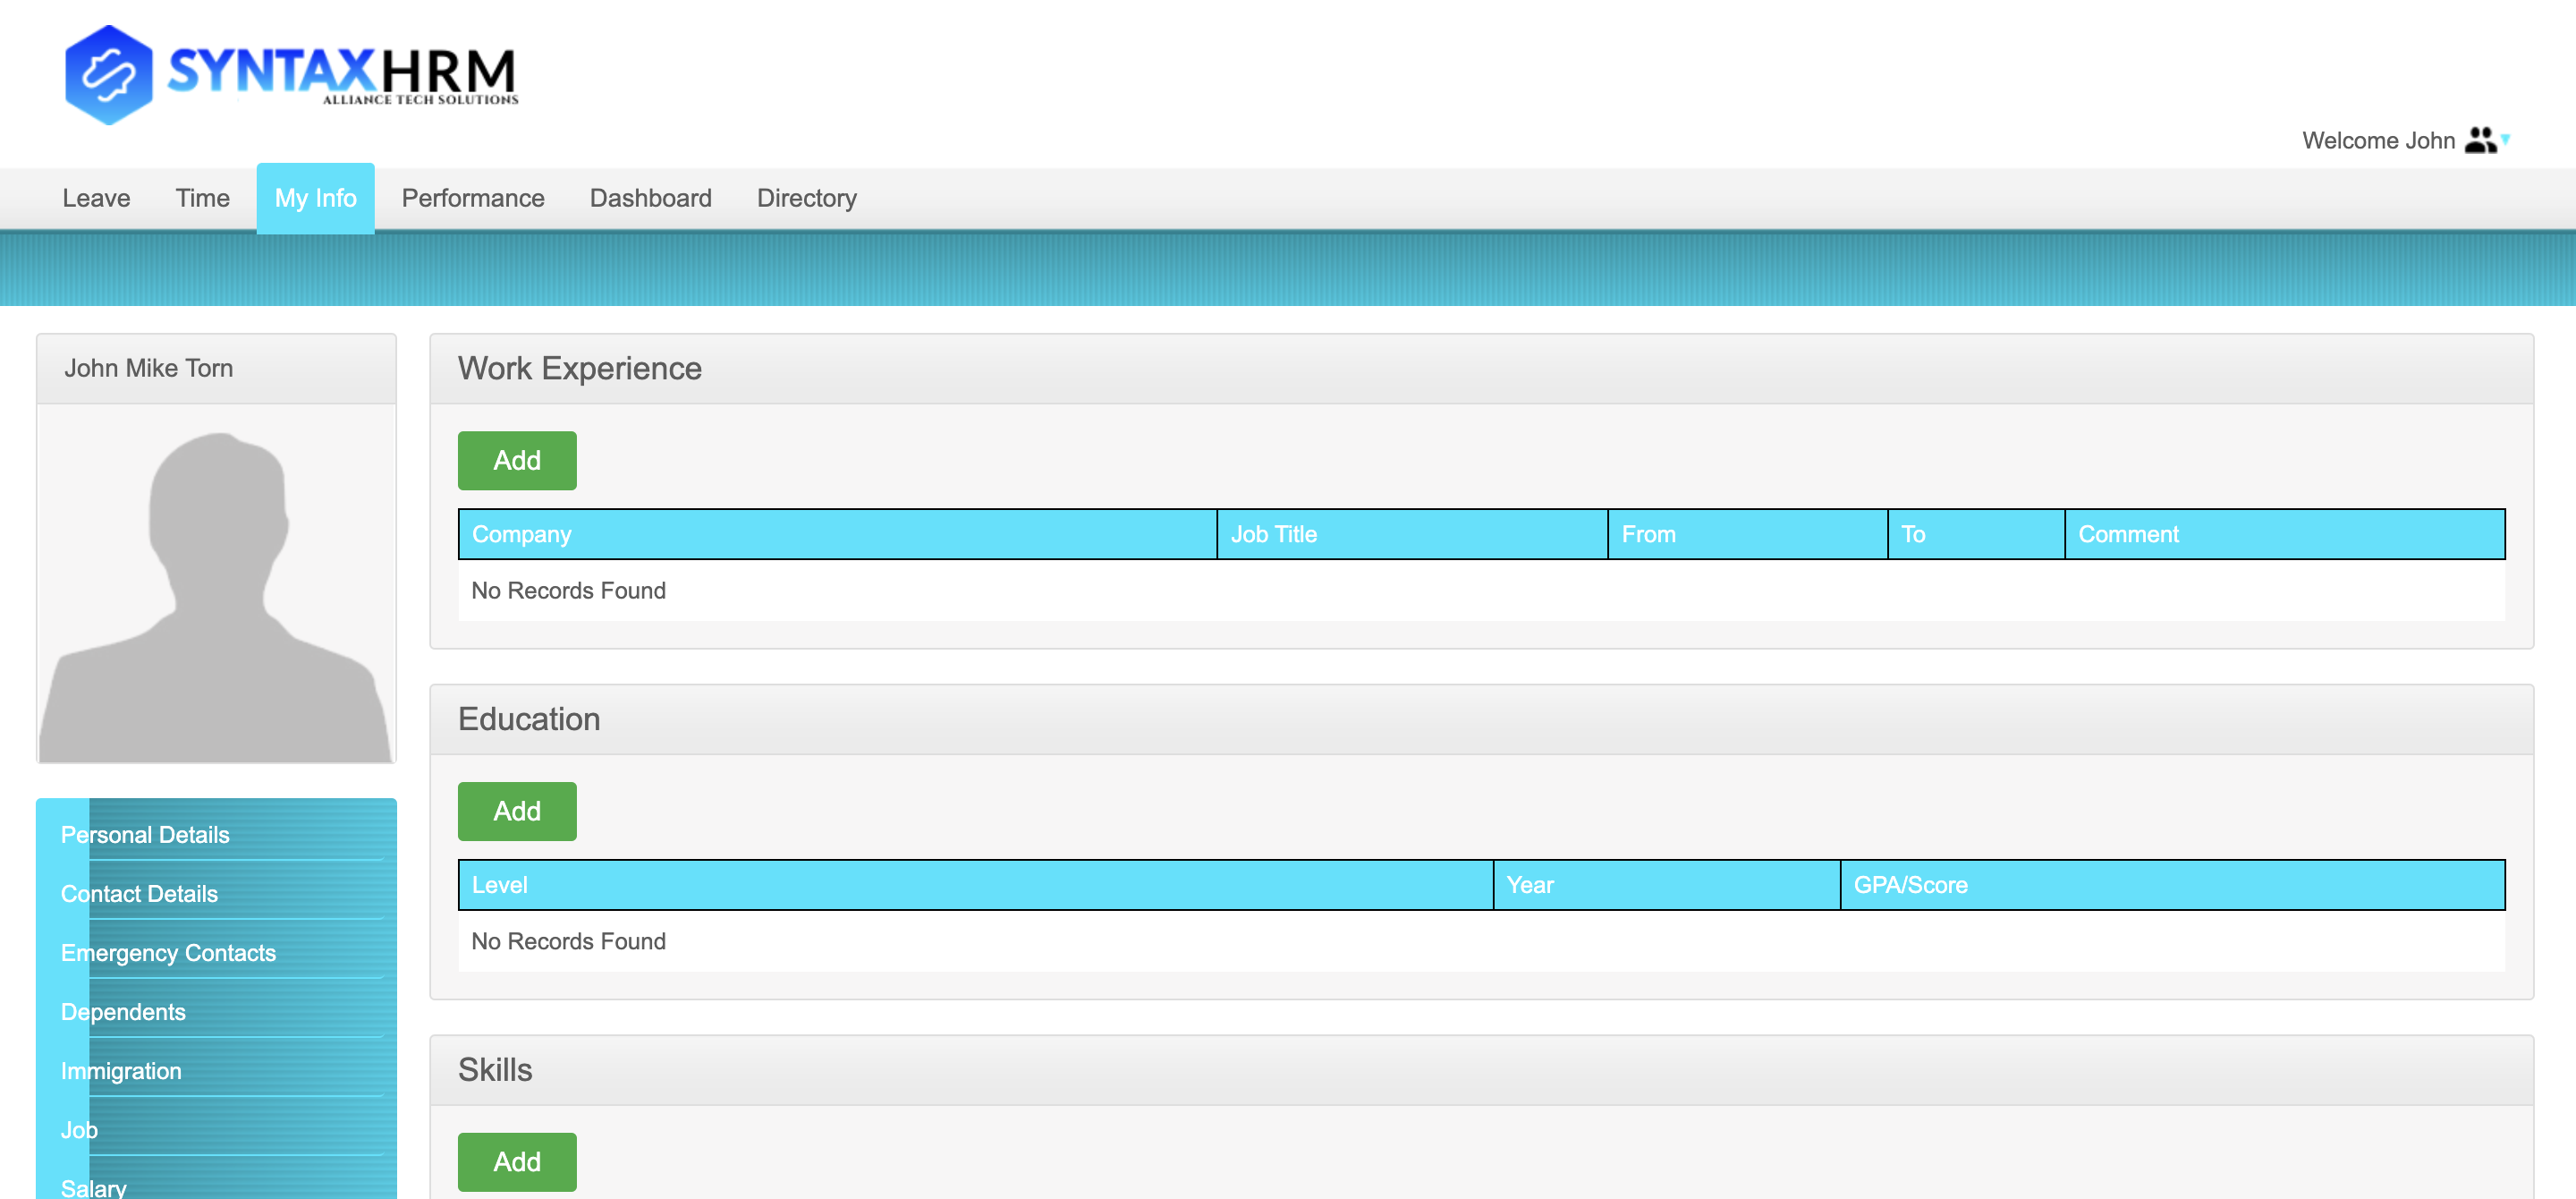 SYNTAXHRM
ALLIANCE TECH SOLUTIONS
Welcome John
Leave Time My Info Performance Dashboard Directory
John Mike Torn
Personal Details
Contact Details
Emergency Contacts
Dependents
Immigration
Job
Salary
Work Experience
Add
Company Job Title From To Comment
No Records Found
Education
Add
Level Year GPA/Score
No Records Found
Skills
Add